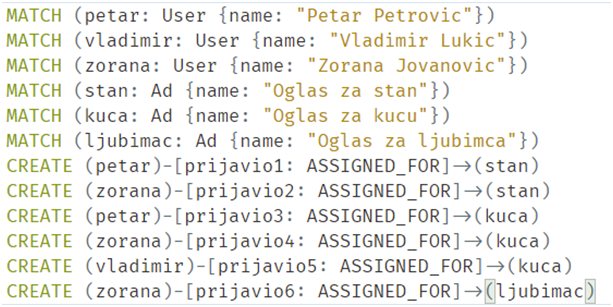 MATCH (petar: User {name: "Petar Petrovic"})
MATCH (vladimir: User {name: "Vladimir Lukic"})
MATCH (zorana: User {name: "Zorana Jovanovic"})
MATCH (stan: Ad {name: "Oglas za stan"})
MATCH (kuca: Ad {name: "Oglas za kucu"})
MATCH (ljubimac: Ad {name: "Oglas za ljubimca"})
CREATE (petar)-[prijavio1: ASSIGNED_FOR]→(stan)
CREATE (zorana)-[prijavio2: ASSIGNED_FOR]→(stan)
CREATE (petar)-[prijavio3: ASSIGNED_FOR]→(kuca)
CREATE (zorana)-[prijavio4: ASSIGNED_FOR]→(kuca)
CREATE (vladimir)-[prijavio5: ASSIGNED_FOR]→(kuca)
CREATE (zorana)-[prijavio6: ASSIGNED_FOR]→(ljubimac)